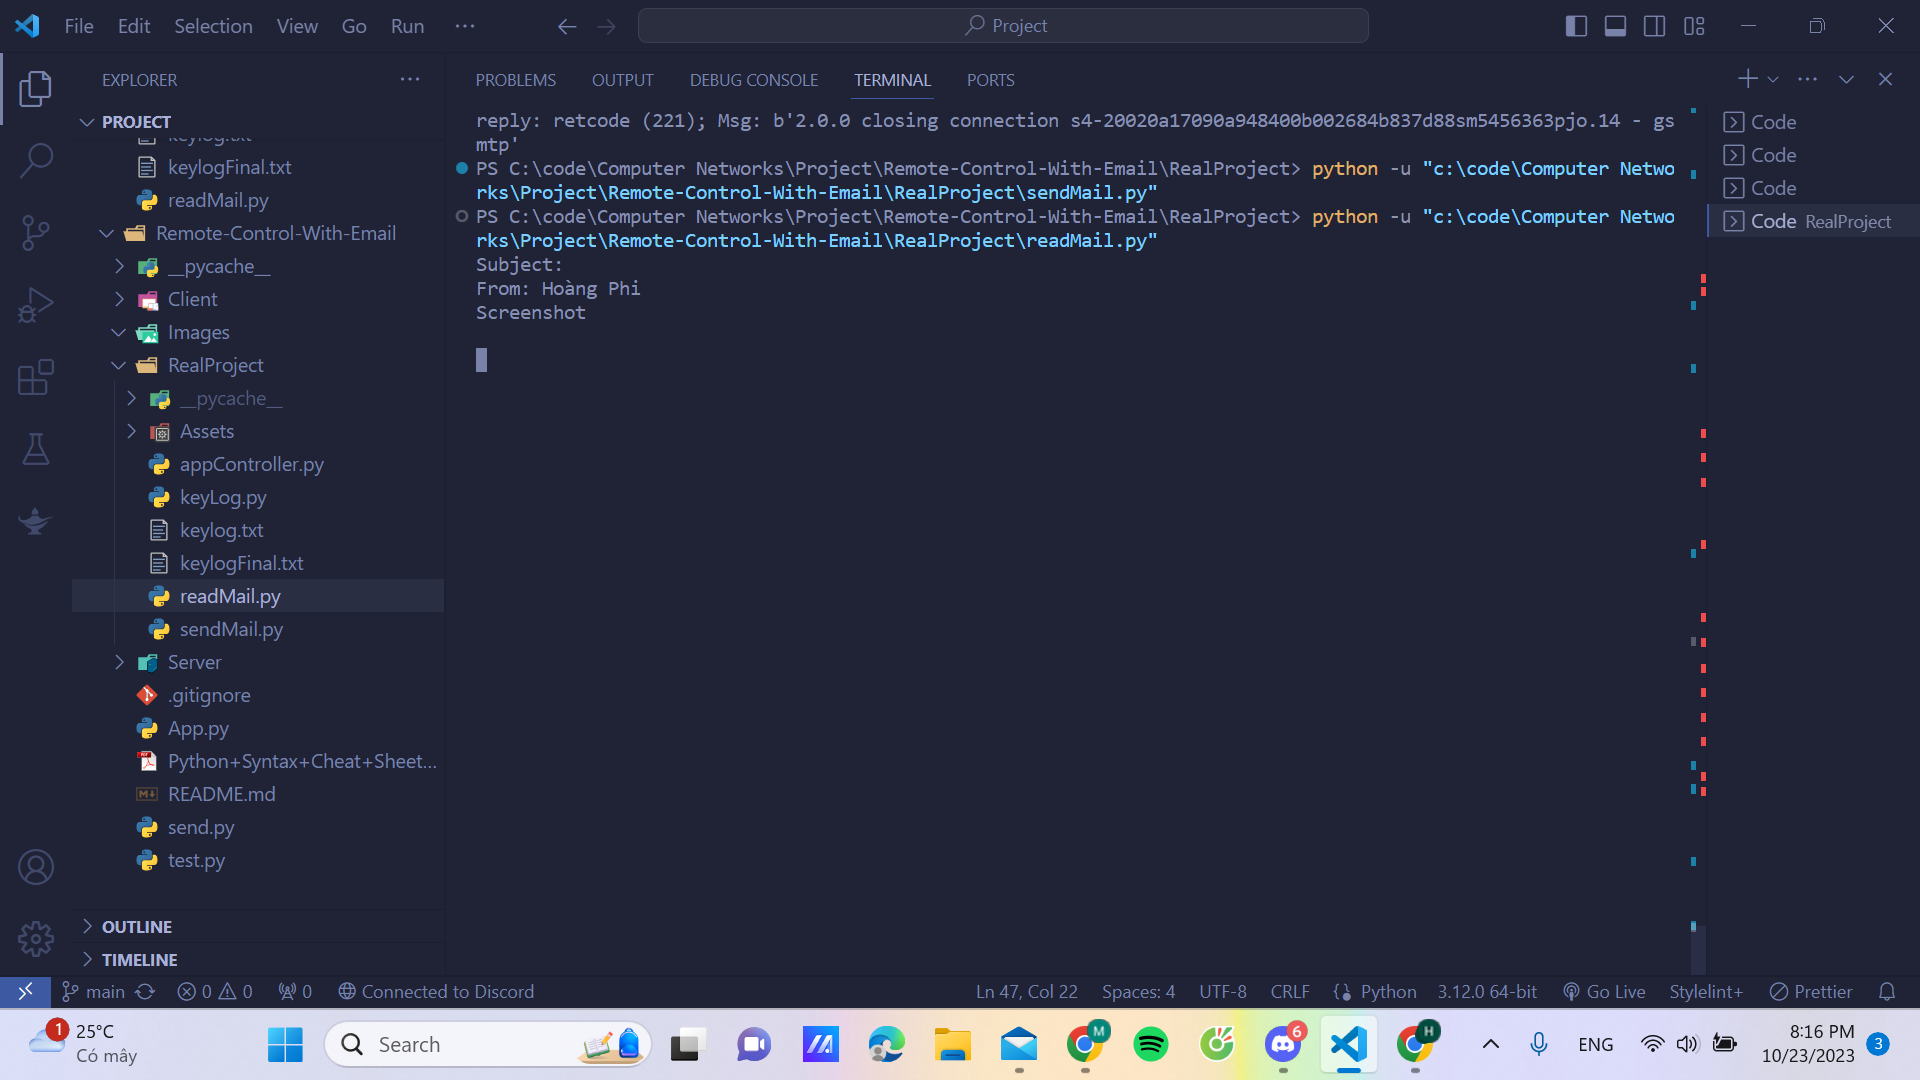 File Edit Selection View Go Run ···
Project
EXPLORER ···
PROJECT
keylog.txt
keylogFinal.txt
readMail.py
Remote-Control-With-Email
__pycache__
Client
Images
RealProject
__pycache__
Assets
appController.py
keyLog.py
keylog.txt
keylogFinal.txt
readMail.py
sendMail.py
Server
.gitignore
App.py
Python+Syntax+Cheat+Sheet...
README.md
send.py
test.py
OUTLINE
TIMELINE
PROBLEMS OUTPUT DEBUG CONSOLE TERMINAL PORTS
reply: retcode (221); Msg: b'2.0.0 closing connection s4-20020a17090a948400b002684b837d88sm5456363pjo.14 - gs
mtp'
PS C:\code\Computer Networks\Project\Remote-Control-With-Email\RealProject> python -u "c:\code\Computer Netwo
rks\Project\Remote-Control-With-Email\RealProject\sendMail.py"
PS C:\code\Computer Networks\Project\Remote-Control-With-Email\RealProject> python -u "c:\code\Computer Netwo
rks\Project\Remote-Control-With-Email\RealProject\readMail.py"
Subject:
From: Hoàng Phi
Screenshot
Code
Code
Code
Code RealProject
main 0 0 0 Connected to Discord Ln 47, Col 22 Spaces: 4 UTF-8 CRLF Python 3.12.0 64-bit Go Live Stylelint+ Prettier
1 25°C
Có mây
Search
M
6
H
ENG
8:16 PM
10/23/2023
3